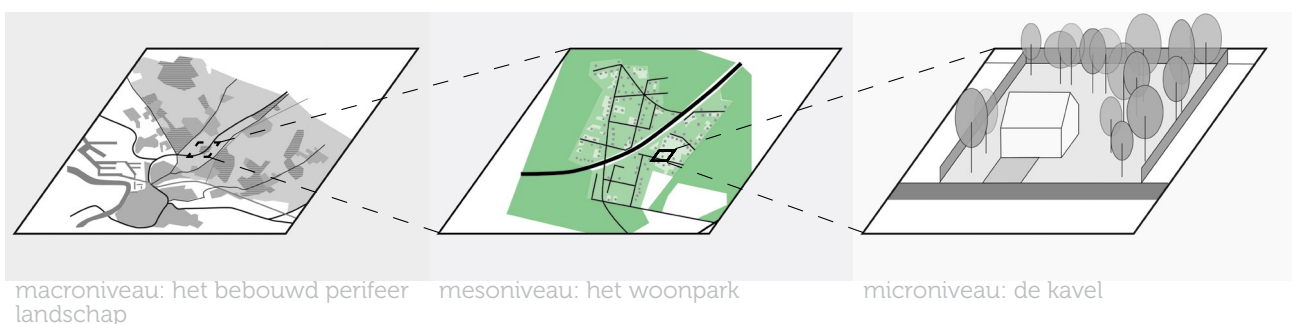 macroniveau: het bebouwd perifeer
landschap
mesoniveau: het woonpark
microniveau: de kavel